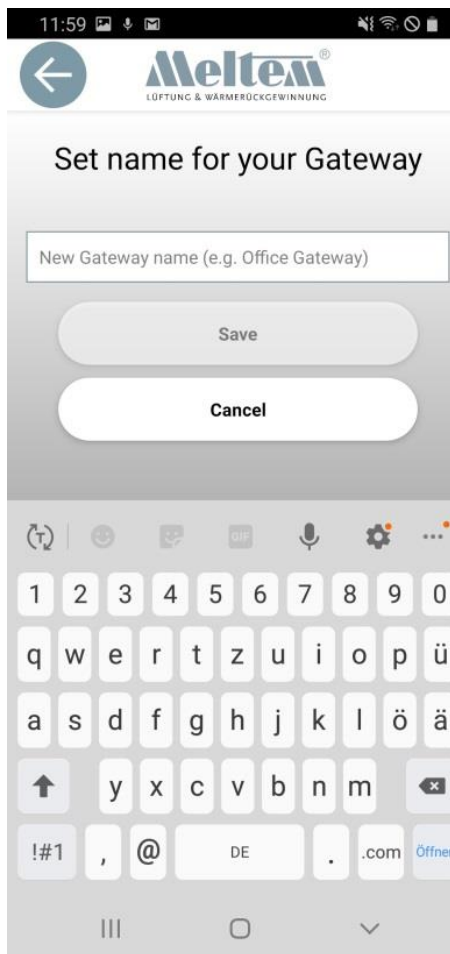 11:59
Meltem®
LÜFTUNG & WÄRMERÜCKGEWINNUNG
Set name for your Gateway
New Gateway name (e.g. Office Gateway)
Save
Cancel
T GIF ...
1 2 3 4 5 6 7 8 9 0
q w e r t z u i o p ü
a s d f g h j k l ö ä
y x c v b n m
!#1 , @ DE . .com Öffne